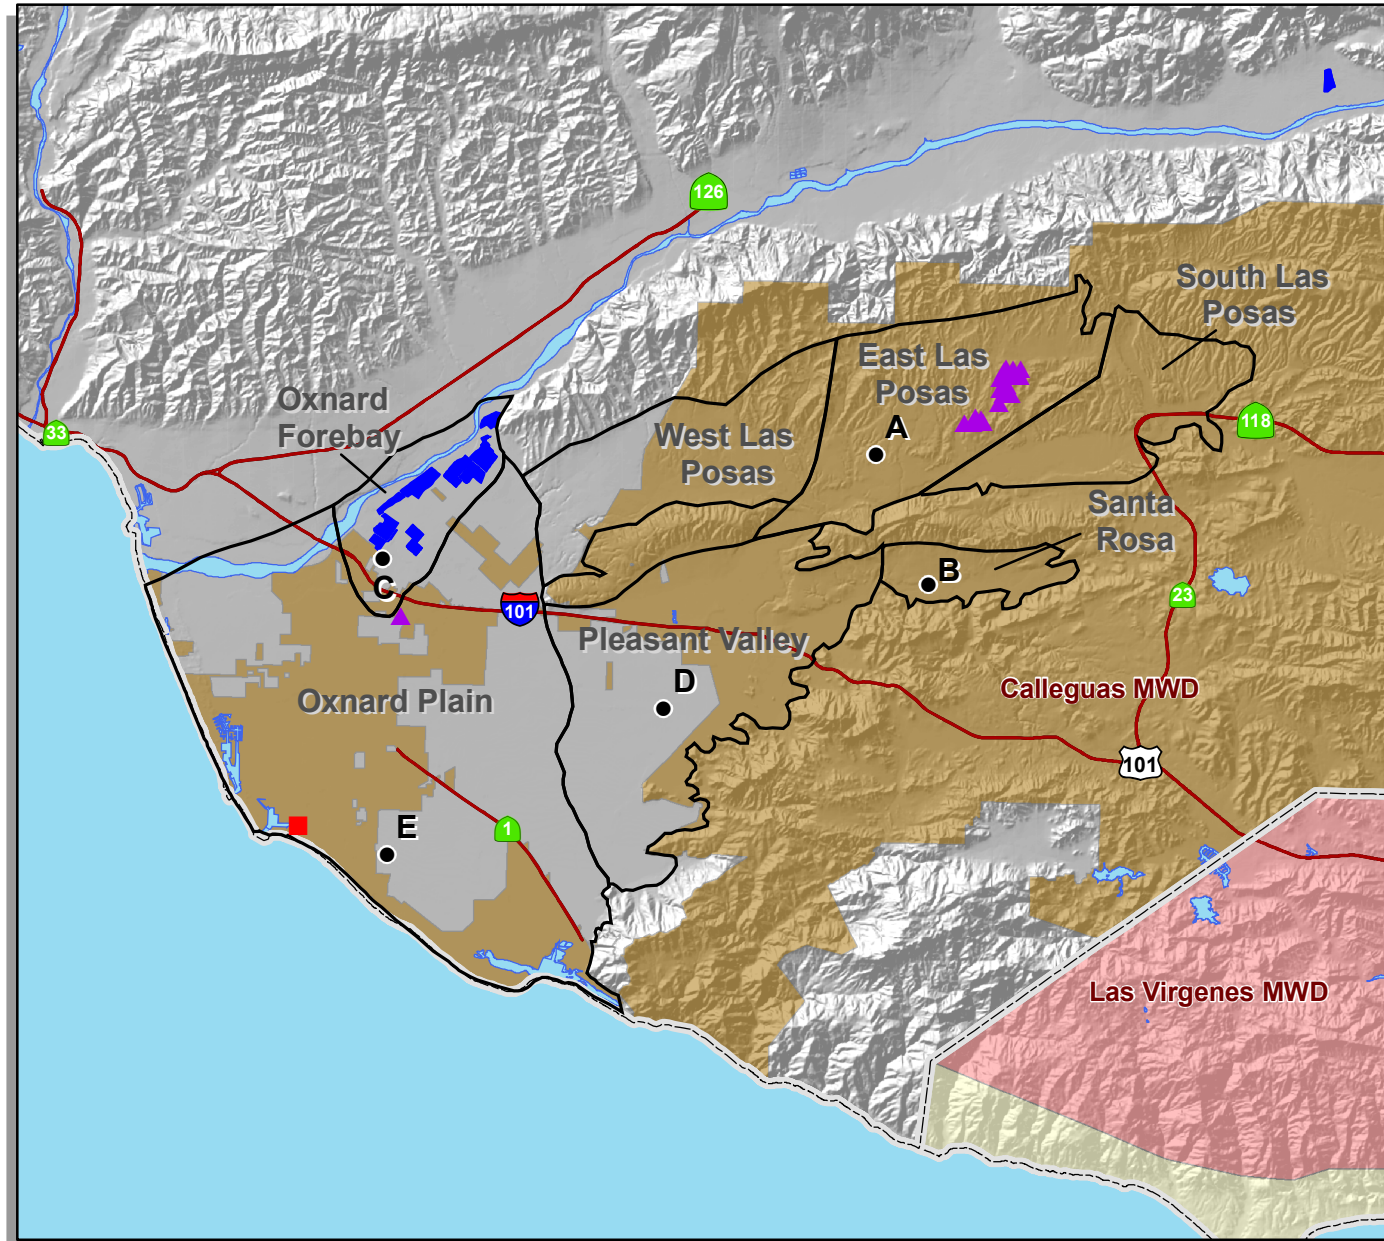 126
South Las
Posas
East Las
Posas
Oxnard
Forebay
33
118
West Las
Posas
A
Santa
Rosa
B
C
23
101
Pleasant Valley
D
Calleguas MWD
Oxnard Plain
101
E
1
Las Virgenes MWD